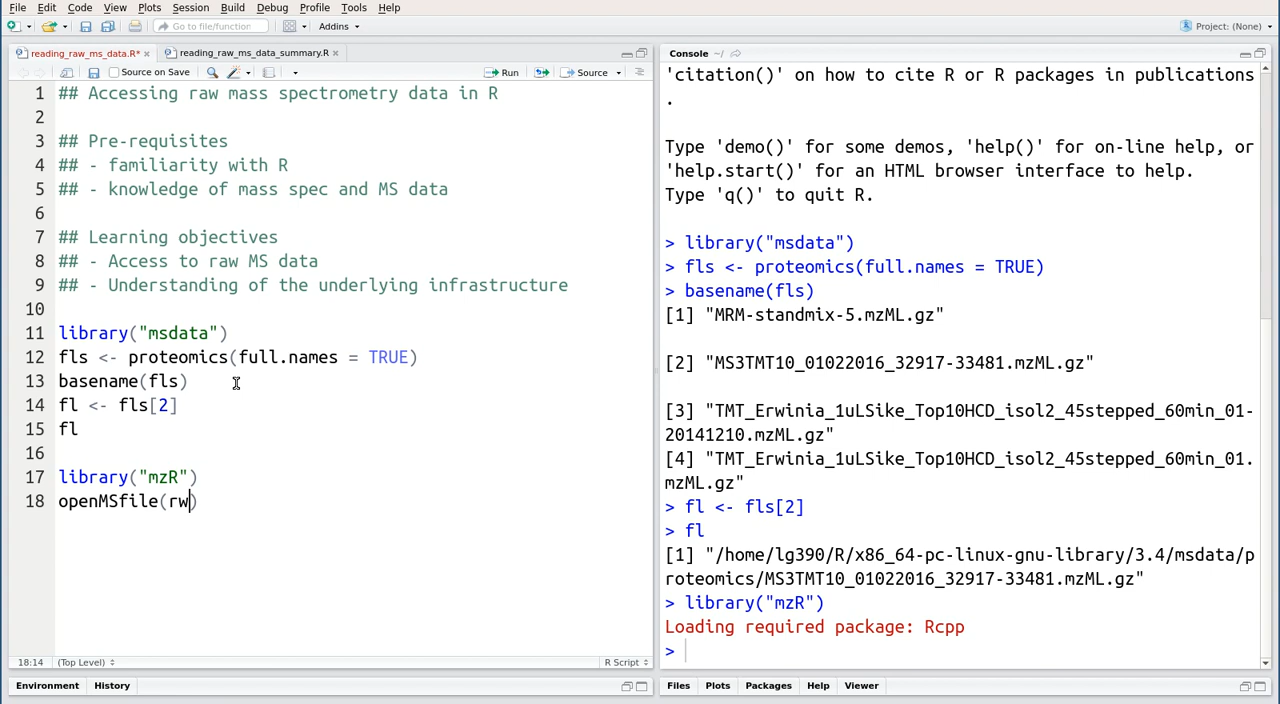 File Edit Code View Plots Session Build Debug Profile Tools Help
Go to file/function Addins Project: (None)
reading_raw_ms_data.R* reading_raw_ms_data_summary.R
Source on Save Run Source
1 ## Accessing raw mass spectrometry data in R
2
3 ## Pre-requisites
4 ## - familiarity with R
5 ## - knowledge of mass spec and MS data
6
7 ## Learning objectives
8 ## - Access to raw MS data
9 ## - Understanding of the underlying infrastructure
10
11 library("msdata")
12 fls <- proteomics(full.names = TRUE)
13 basename(fls)
14 fl <- fls[2]
15 fl
16
17 library("mzR")
18 openMSfile(rw)
18:14 (Top Level) R Script
Environment History
Console ~/
'citation()' on how to cite R or R packages in publications
.
Type 'demo()' for some demos, 'help()' for on-line help, or
'help.start()' for an HTML browser interface to help.
Type 'q()' to quit R.
> library("msdata")
> fls <- proteomics(full.names = TRUE)
> basename(fls)
[1] "MRM-standmix-5.mzML.gz"
[2] "MS3TMT10_01022016_32917-33481.mzML.gz"
[3] "TMT_Erwinia_1uLSike_Top10HCD_isol2_45stepped_60min_01-
20141210.mzML.gz"
[4] "TMT_Erwinia_1uLSike_Top10HCD_isol2_45stepped_60min_01.
mzML.gz"
> fl <- fls[2]
> fl
[1] "/home/lg390/R/x86_64-pc-linux-gnu-library/3.4/msdata/p
roteomics/MS3TMT10_01022016_32917-33481.mzML.gz"
> library("mzR")
Loading required package: Rcpp
>
Files Plots Packages Help Viewer